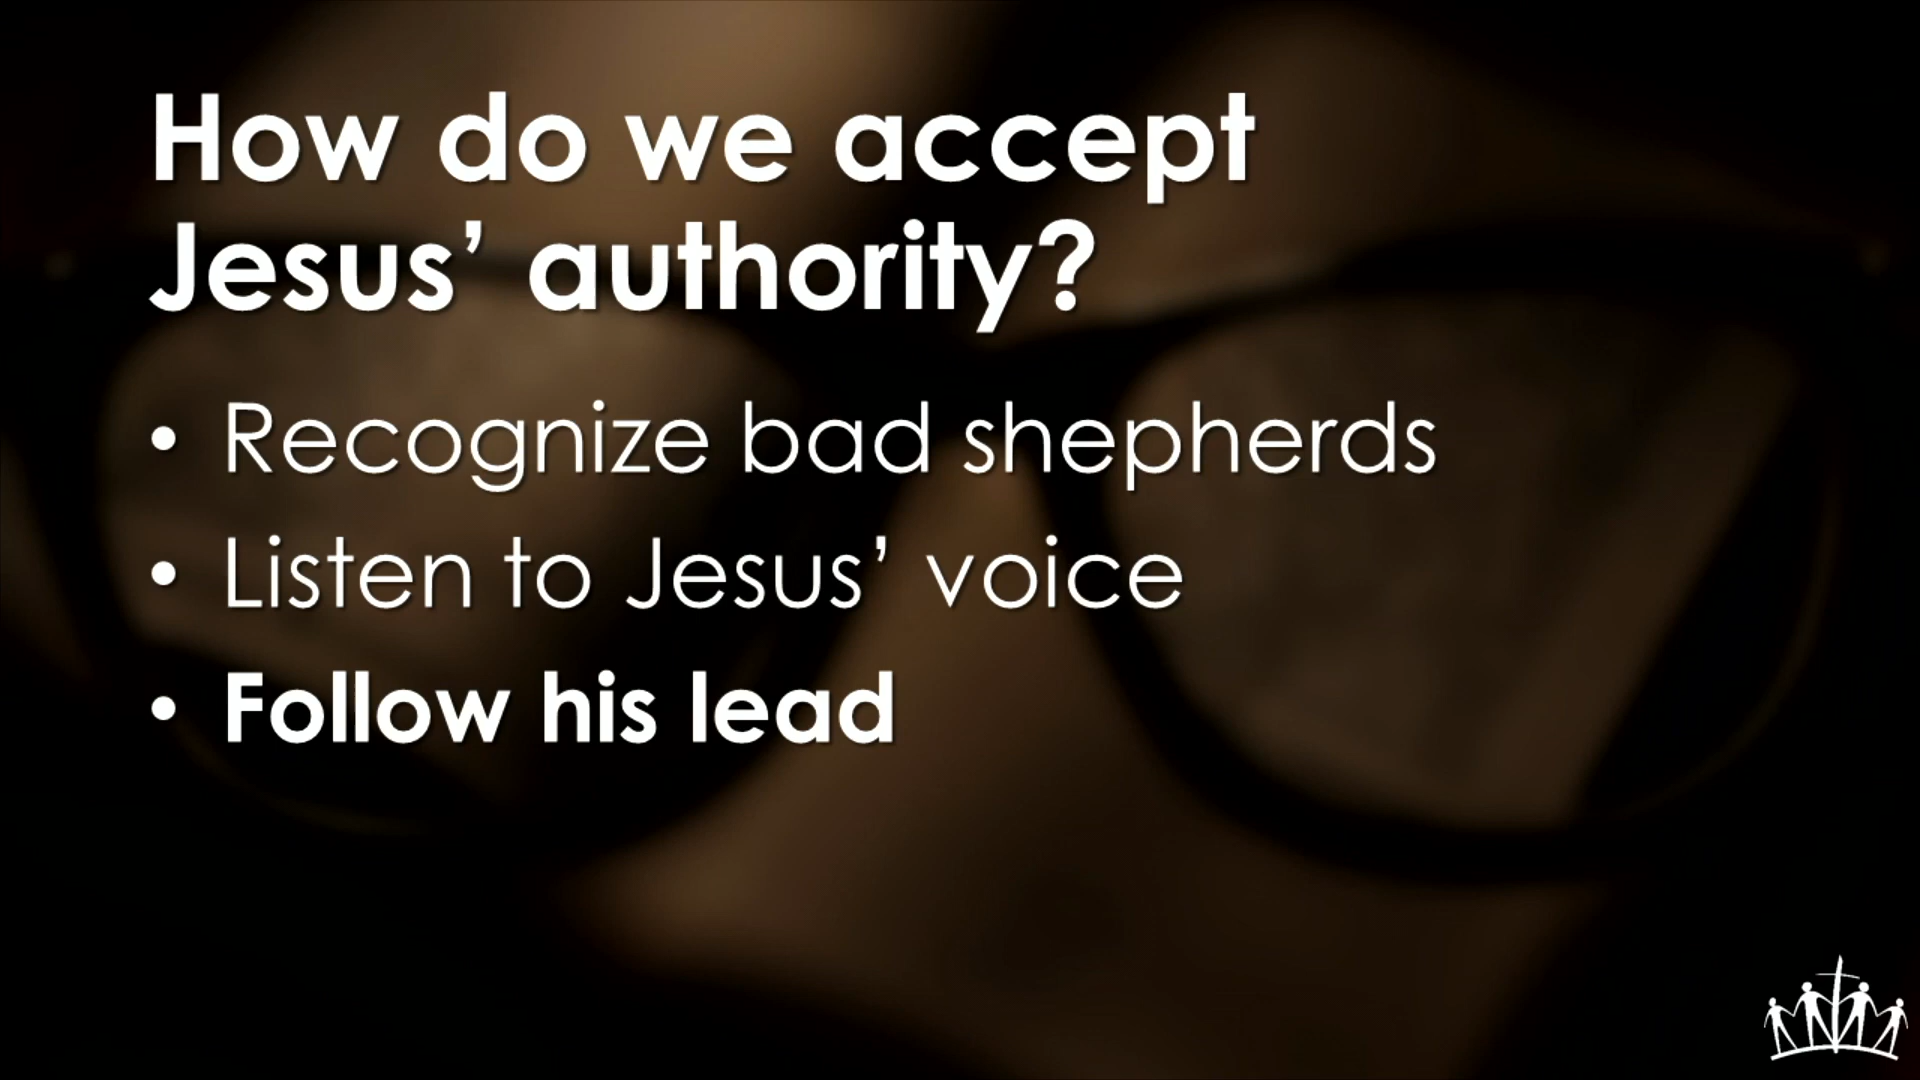 How do we accept
Jesus’ authority?
• Recognize bad shepherds
• Listen to Jesus’ voice
• Follow his lead